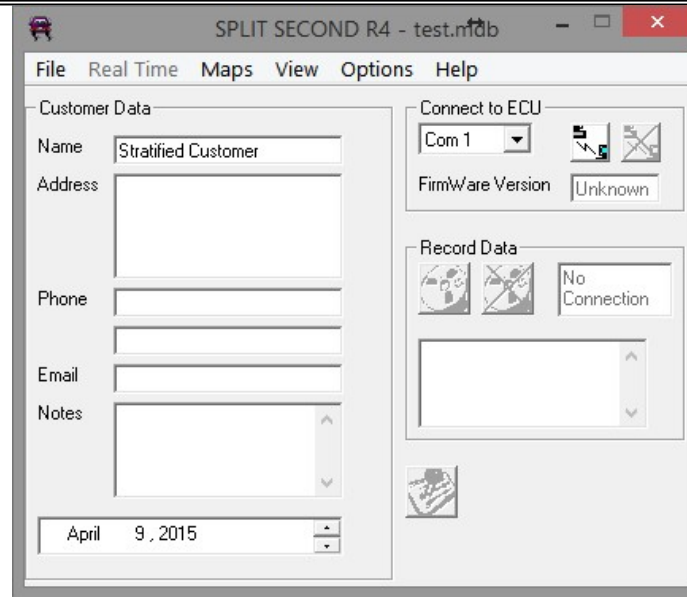 SPLIT SECOND R4 - test.mdb
File Real Time Maps View Options Help
Customer Data
Name
Stratified Customer
Address
Phone
Email
Notes
April 9 , 2015
Connect to ECU
Com 1
FirmWare Version
Unknown
Record Data
No
Connection